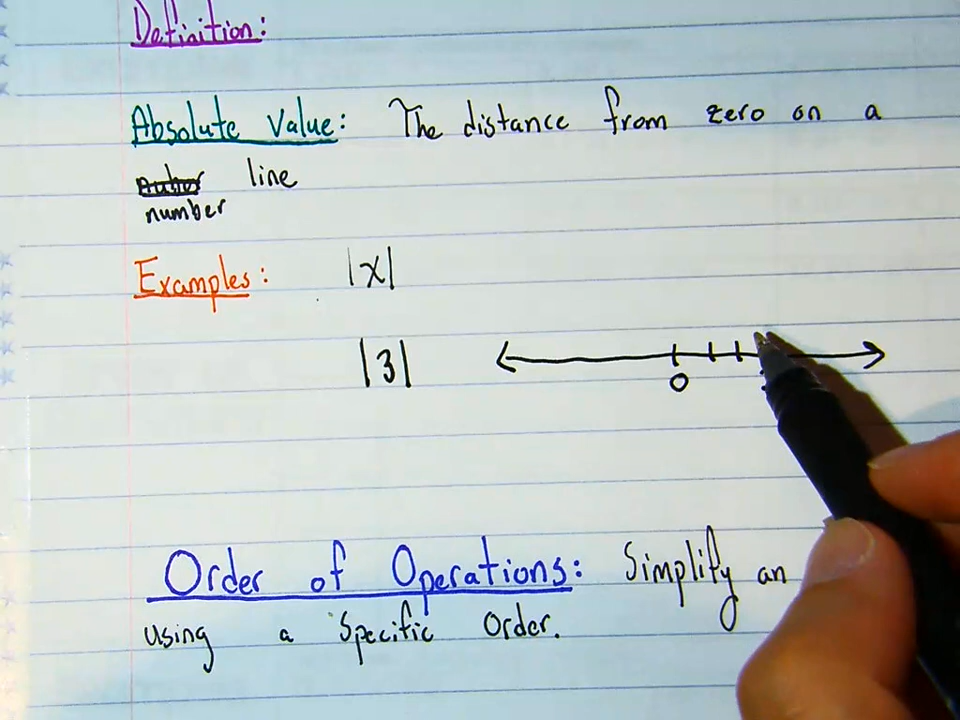 Definition:
Absolute Value: The distance from zero on a
line
number
Examples: |x|
|3|
0
Order of Operations: Simplify an
using a Specific Order.